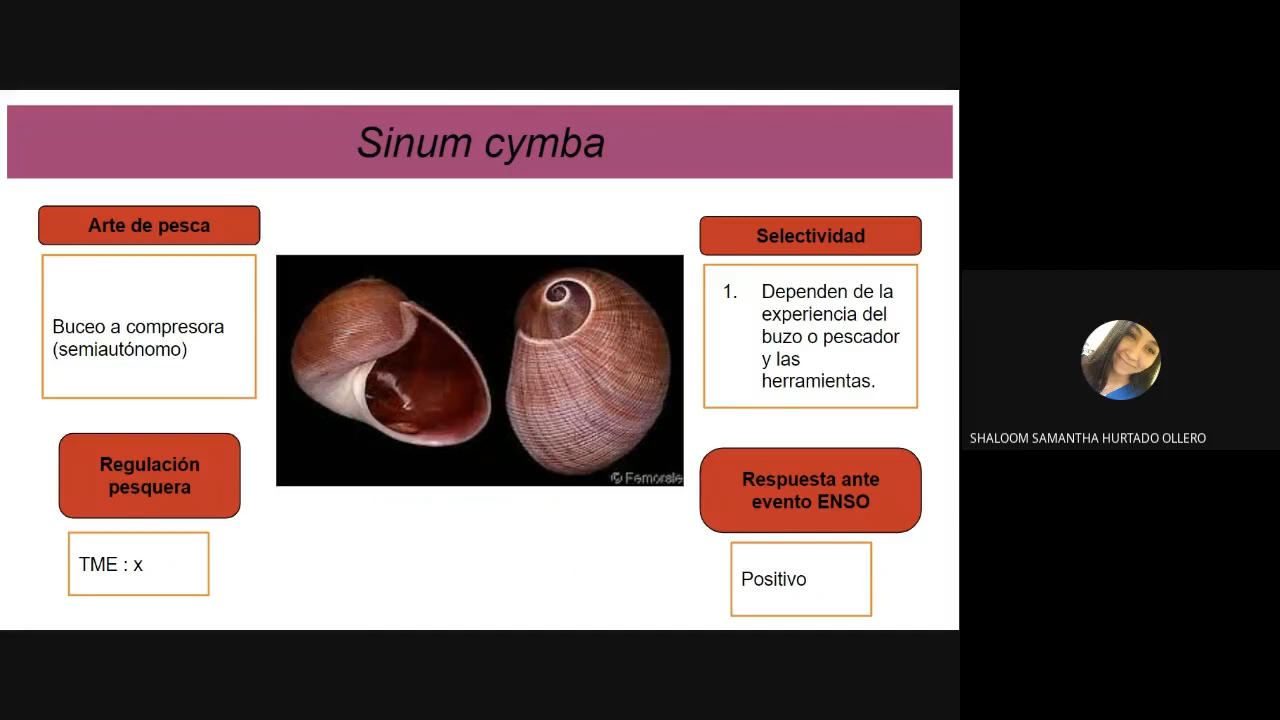 Sinum cymba
Arte de pesca
Buceo a compresora
(semiautónomo)
Regulación
pesquera
TME : x
© Femorale
Selectividad
1. Dependen de la
experiencia del
buzo o pescador
y las
herramientas.
Respuesta ante
evento ENSO
Positivo
SHALOOM SAMANTHA HURTADO OLLERO